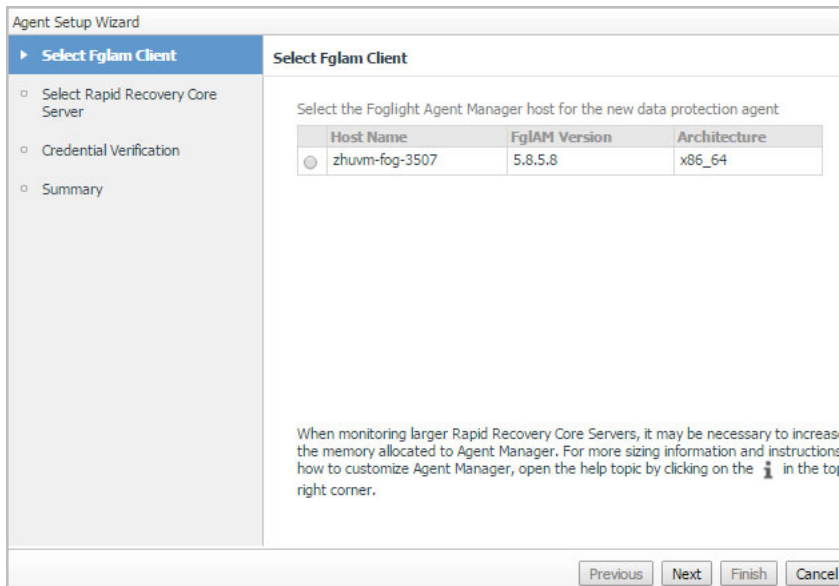 Agent Setup Wizard
Select Fglam Client
Select Rapid Recovery Core
Server
Credential Verification
Summary
Select Fglam Client
Select the Foglight Agent Manager host for the new data protection agent
Host Name FglAM Version Architecture
zhuvm-fog-3507 5.8.5.8 x86_64
When monitoring larger Rapid Recovery Core Servers, it may be necessary to increase
the memory allocated to Agent Manager. For more sizing information and instructions
how to customize Agent Manager, open the help topic by clicking on the i in the top
right corner.
Previous Next Finish Cancel